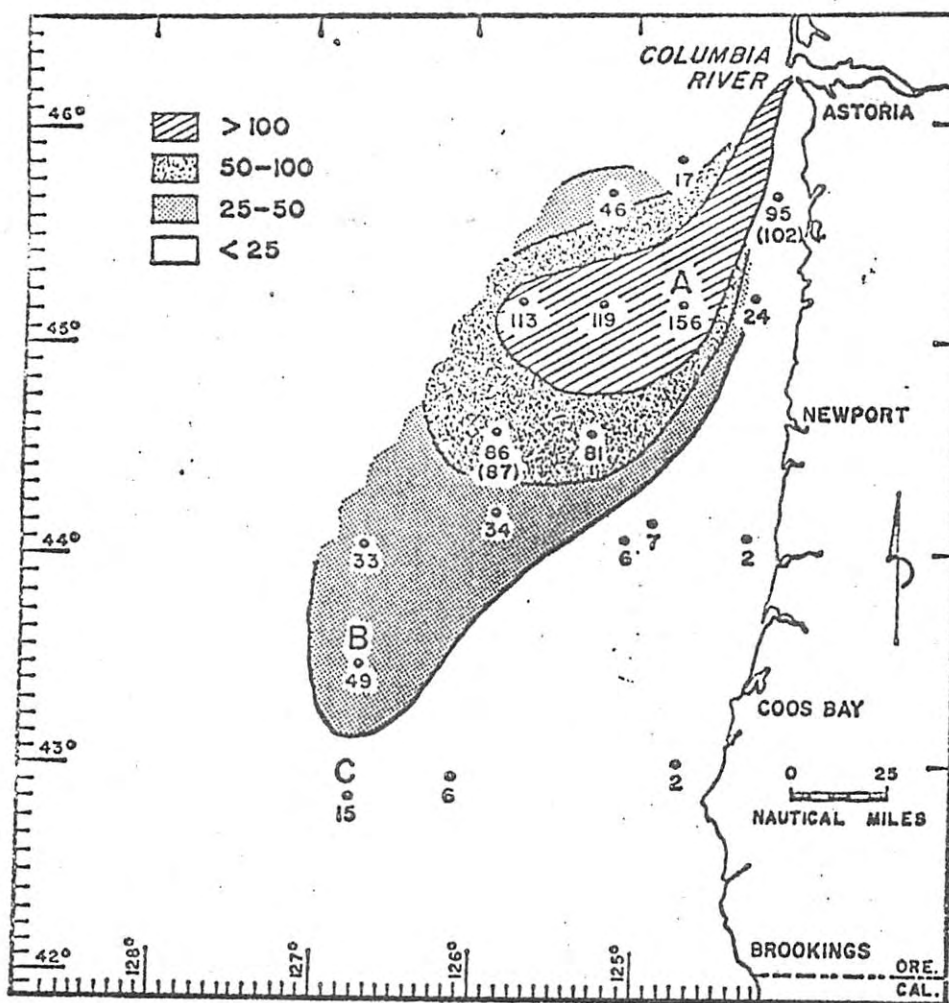 COLUMBIA
RIVER
46°
ASTORIA
> 100
50–100
25–50
< 25
17
46
95
(102)
A
113
119
156
24
45°
NEWPORT
86
(87)
81
34
33
6
7
2
44°
B
49
COOS BAY
43°
C
15
6
2
0 25
NAUTICAL MILES
42°
128°
127°
126°
125°
BROOKINGS
ORE.
CAL.